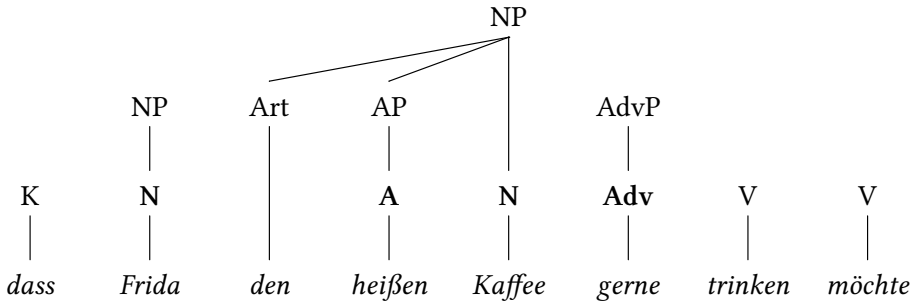 NP
NP Art AP AdvP
K N A N Adv V V
dass Frida den heißen Kaffee gerne trinken möchte